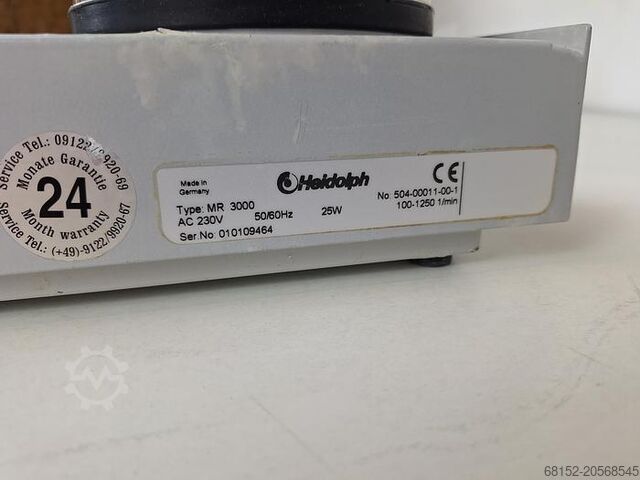 Service Tel.: 09122/9920-69
Monate Garantie
24
Month warranty
Service Tel.: (+49)-9122/9920-67
Made in
Germany
Heidolph
CE
Type: MR 3000
No. 504-00011-00-1
AC 230V 50/60Hz 25W 100-1250 1/min
Ser.No 010109464
68152-20568545